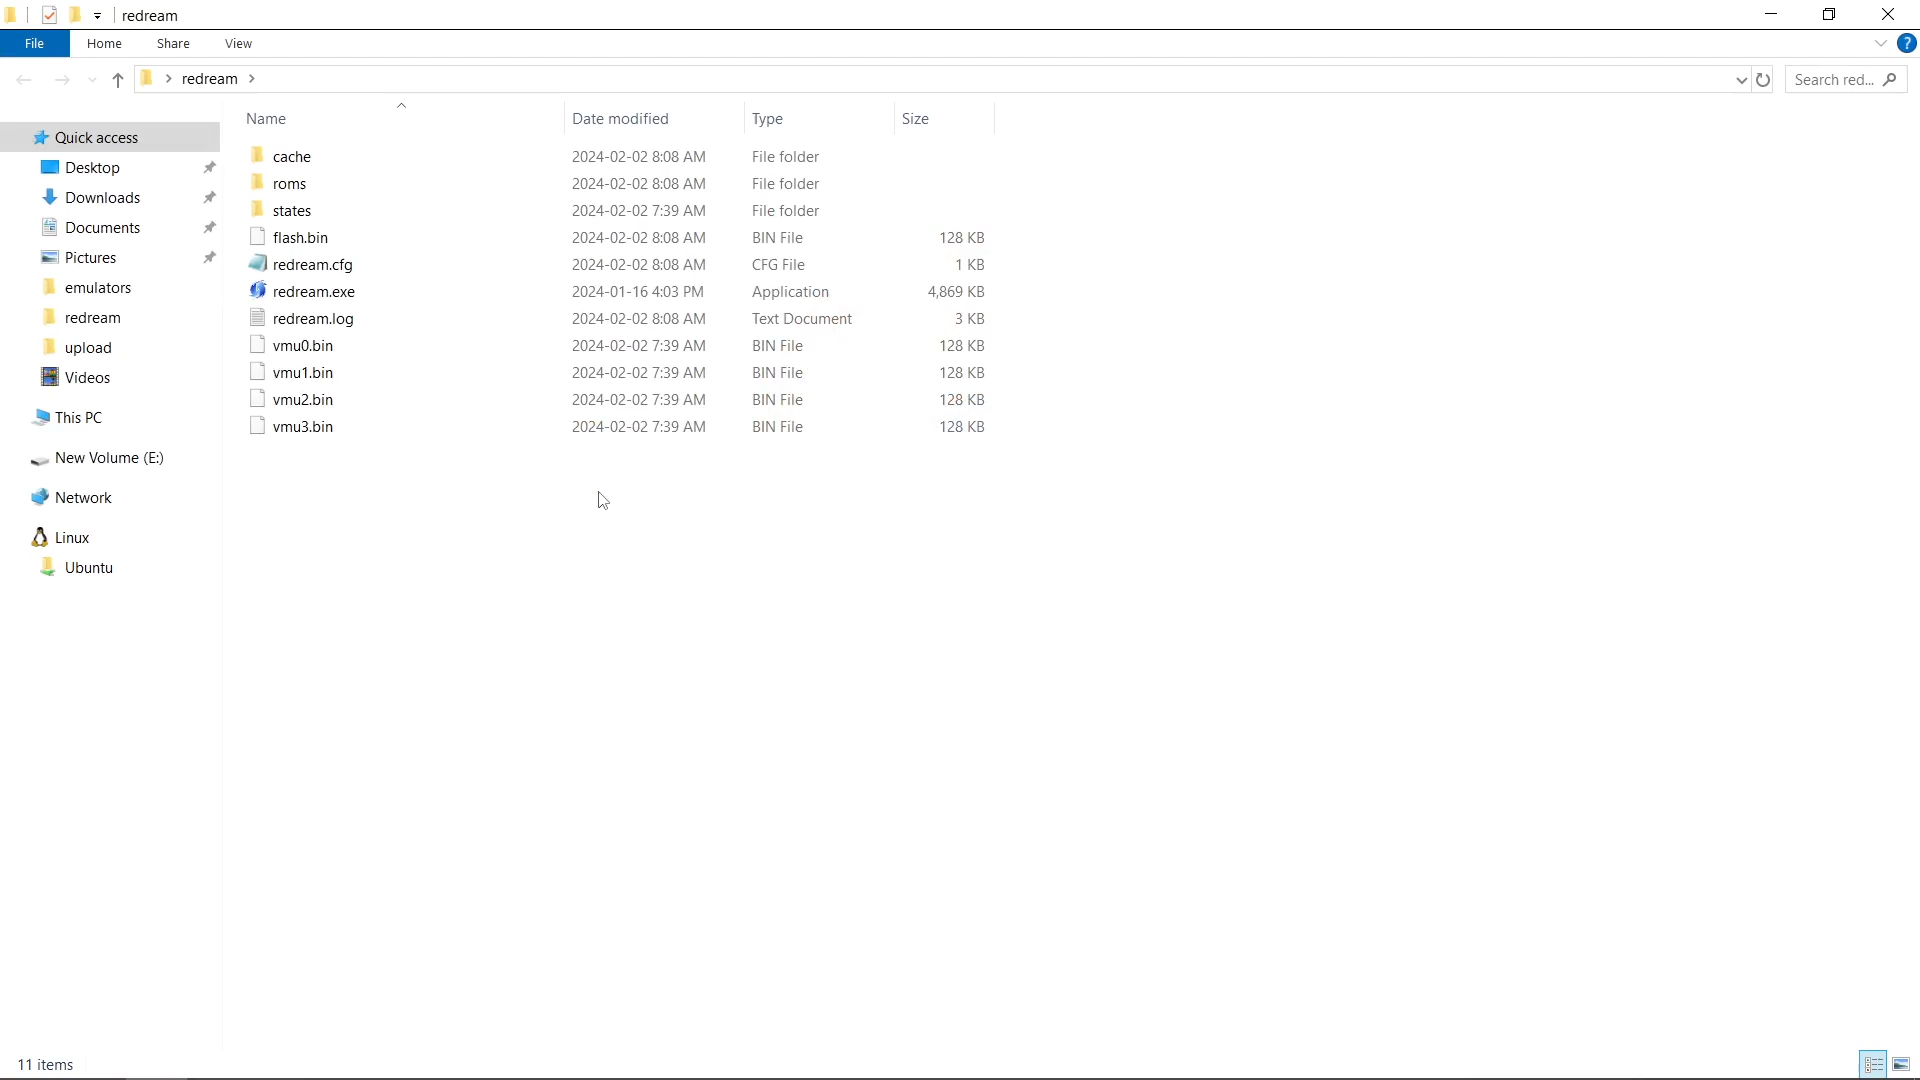 redream
File Home Share View
redream
Search red...
Name Date modified Type Size
Quick access
Desktop
Downloads
Documents
Pictures
emulators
redream
upload
Videos
This PC
New Volume (E:)
Network
Linux
Ubuntu
cache 2024-02-02 8:08 AM File folder
roms 2024-02-02 8:08 AM File folder
states 2024-02-02 7:39 AM File folder
flash.bin 2024-02-02 8:08 AM BIN File 128 KB
redream.cfg 2024-02-02 8:08 AM CFG File 1 KB
redream.exe 2024-01-16 4:03 PM Application 4,869 KB
redream.log 2024-02-02 8:08 AM Text Document 3 KB
vmu0.bin 2024-02-02 7:39 AM BIN File 128 KB
vmu1.bin 2024-02-02 7:39 AM BIN File 128 KB
vmu2.bin 2024-02-02 7:39 AM BIN File 128 KB
vmu3.bin 2024-02-02 7:39 AM BIN File 128 KB
11 items